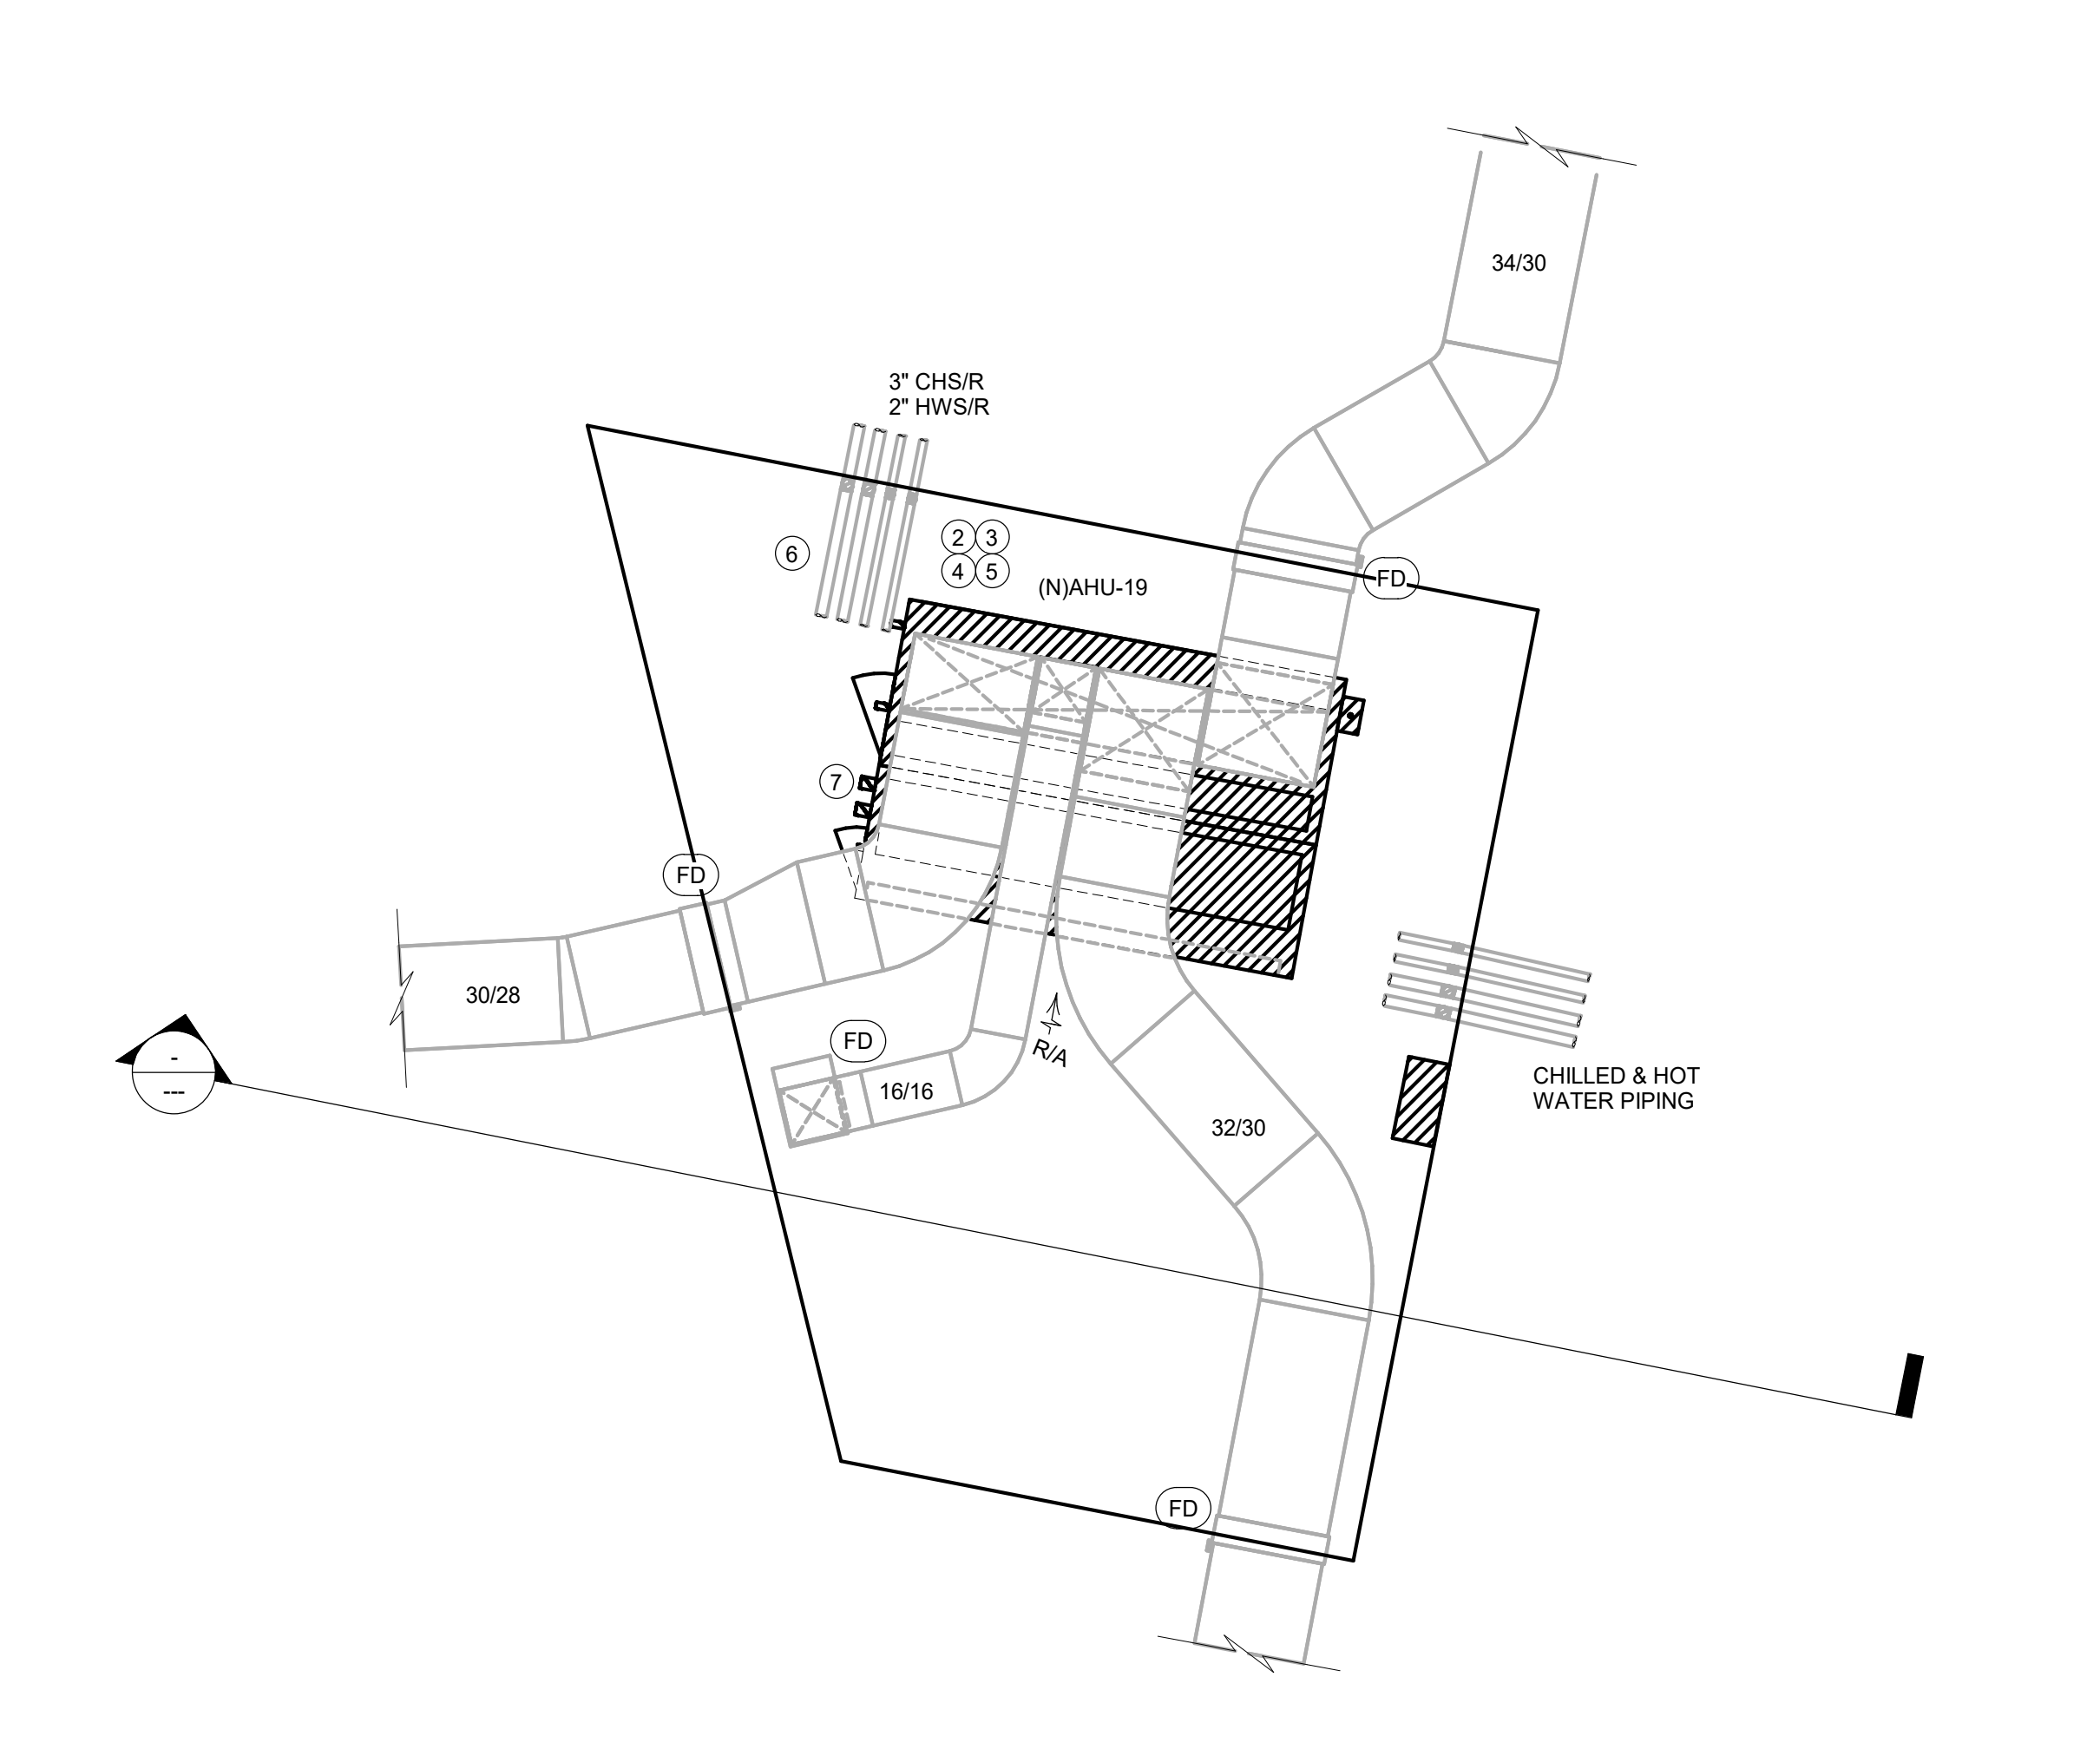 34/30
3" CHS/R
2" HWS/R
6
2 3
4 5
(N)AHU-19
FD
7
FD
30/28
FD
R/A
16/16
-
---
CHILLED & HOT
WATER PIPING
32/30
FD